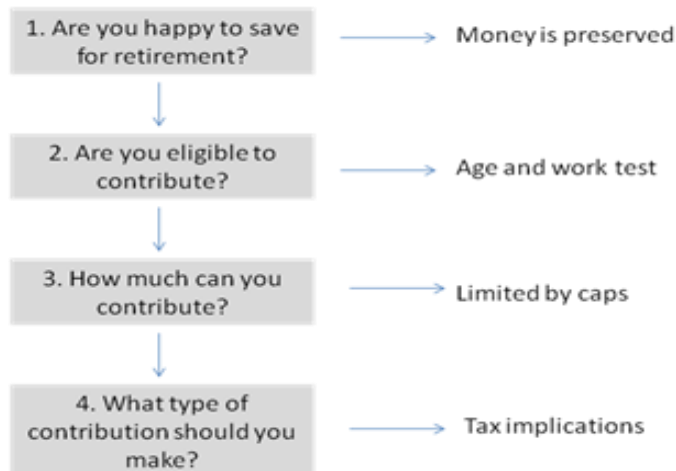 1. Are you happy to save
for retirement?
Money is preserved
2. Are you eligible to
contribute?
Age and work test
3. How much can you
contribute?
Limited by caps
4. What type of
contribution should you
make?
Tax implications